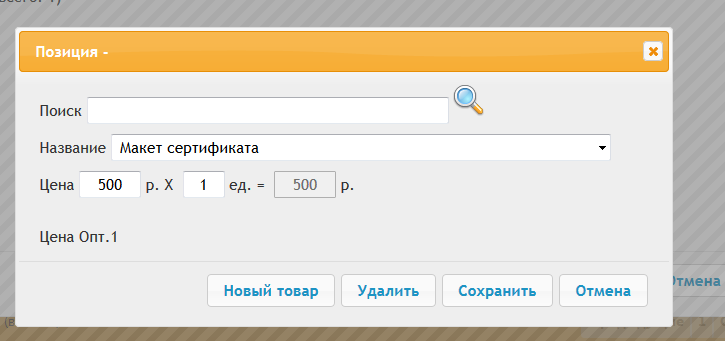 Позиция -
Поиск
Название Макет сертификата
Цена 500 р. X 1 ед. = 500 р.
Цена Опт.1
Новый товар Удалить Сохранить Отмена
Отмена